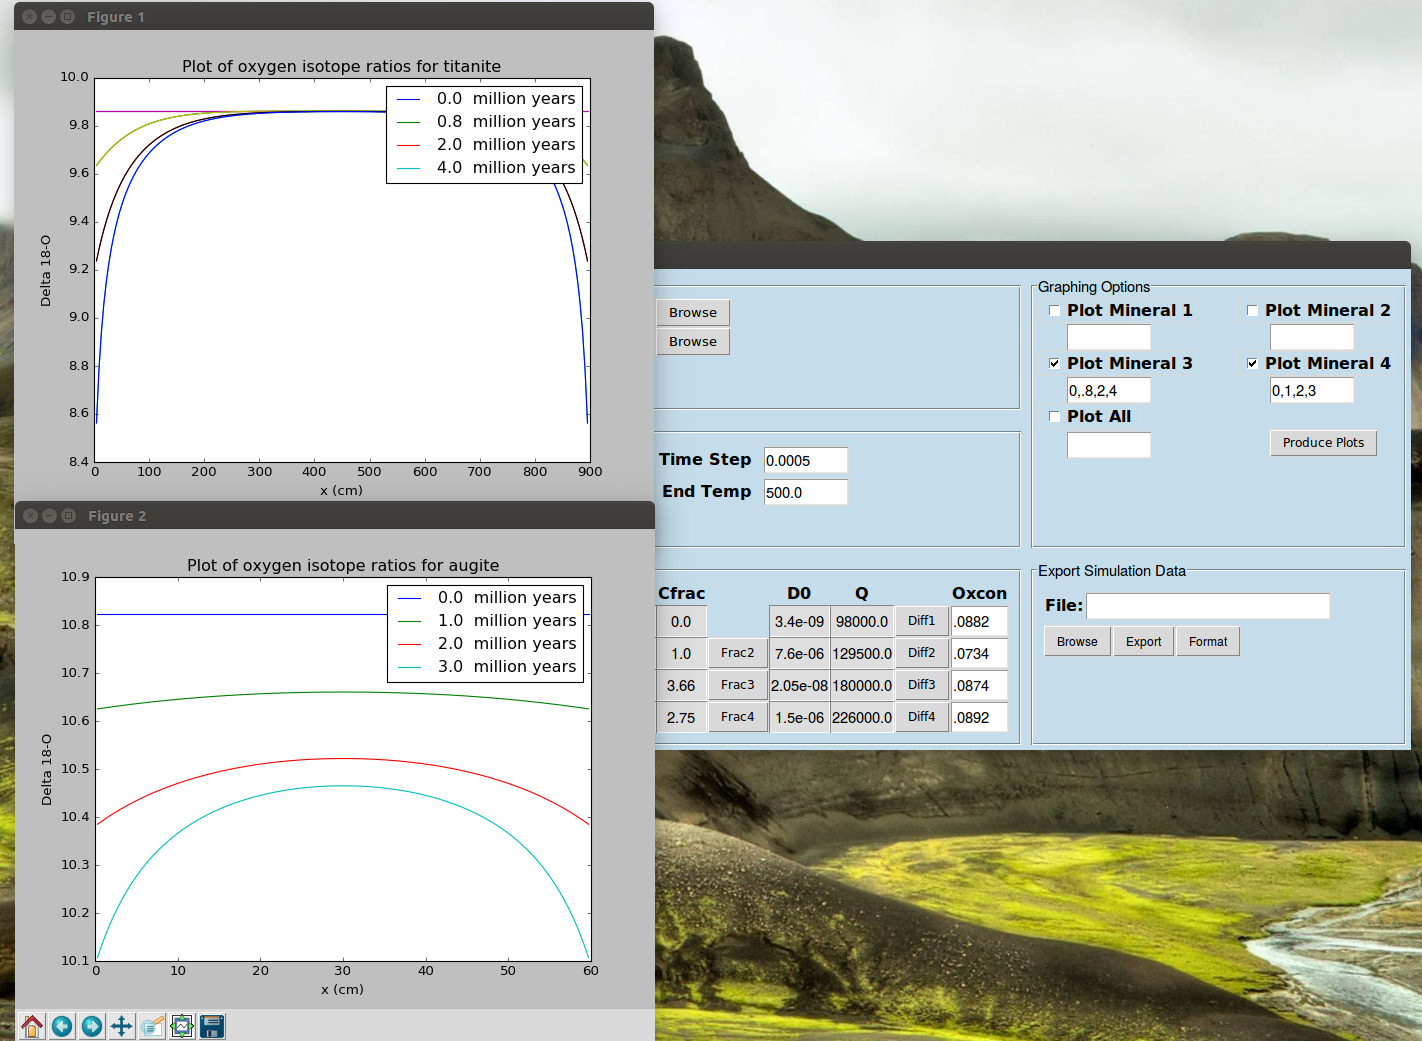 Figure 1
Plot of oxygen isotope ratios for titanite
10.0
9.8
9.6
9.4
9.2
9.0
8.8
8.6
8.4
Delta 18-O
0.0 million years
0.8 million years
2.0 million years
4.0 million years
0 100 200 300 400 500 600 700 800 900
x (cm)
Figure 2
Plot of oxygen isotope ratios for augite
10.9
10.8
10.7
10.6
10.5
10.4
10.3
10.2
10.1
Delta 18-O
0.0 million years
1.0 million years
2.0 million years
3.0 million years
0 10 20 30 40 50 60
x (cm)
Browse
Browse
Time Step 0.0005
End Temp 500.0
Cfrac D0 Q Oxcon
0.0 3.4e-09 98000.0 Diff1 .0882
1.0 Frac2 7.6e-06 129500.0 Diff2 .0734
3.66 Frac3 2.05e-08 180000.0 Diff3 .0874
2.75 Frac4 1.5e-06 226000.0 Diff4 .0892
Graphing Options
Plot Mineral 1 Plot Mineral 2
Plot Mineral 3 Plot Mineral 4
0,.8,2,4 0,1,2,3
Plot All
Produce Plots
Export Simulation Data
File:
Browse Export Format